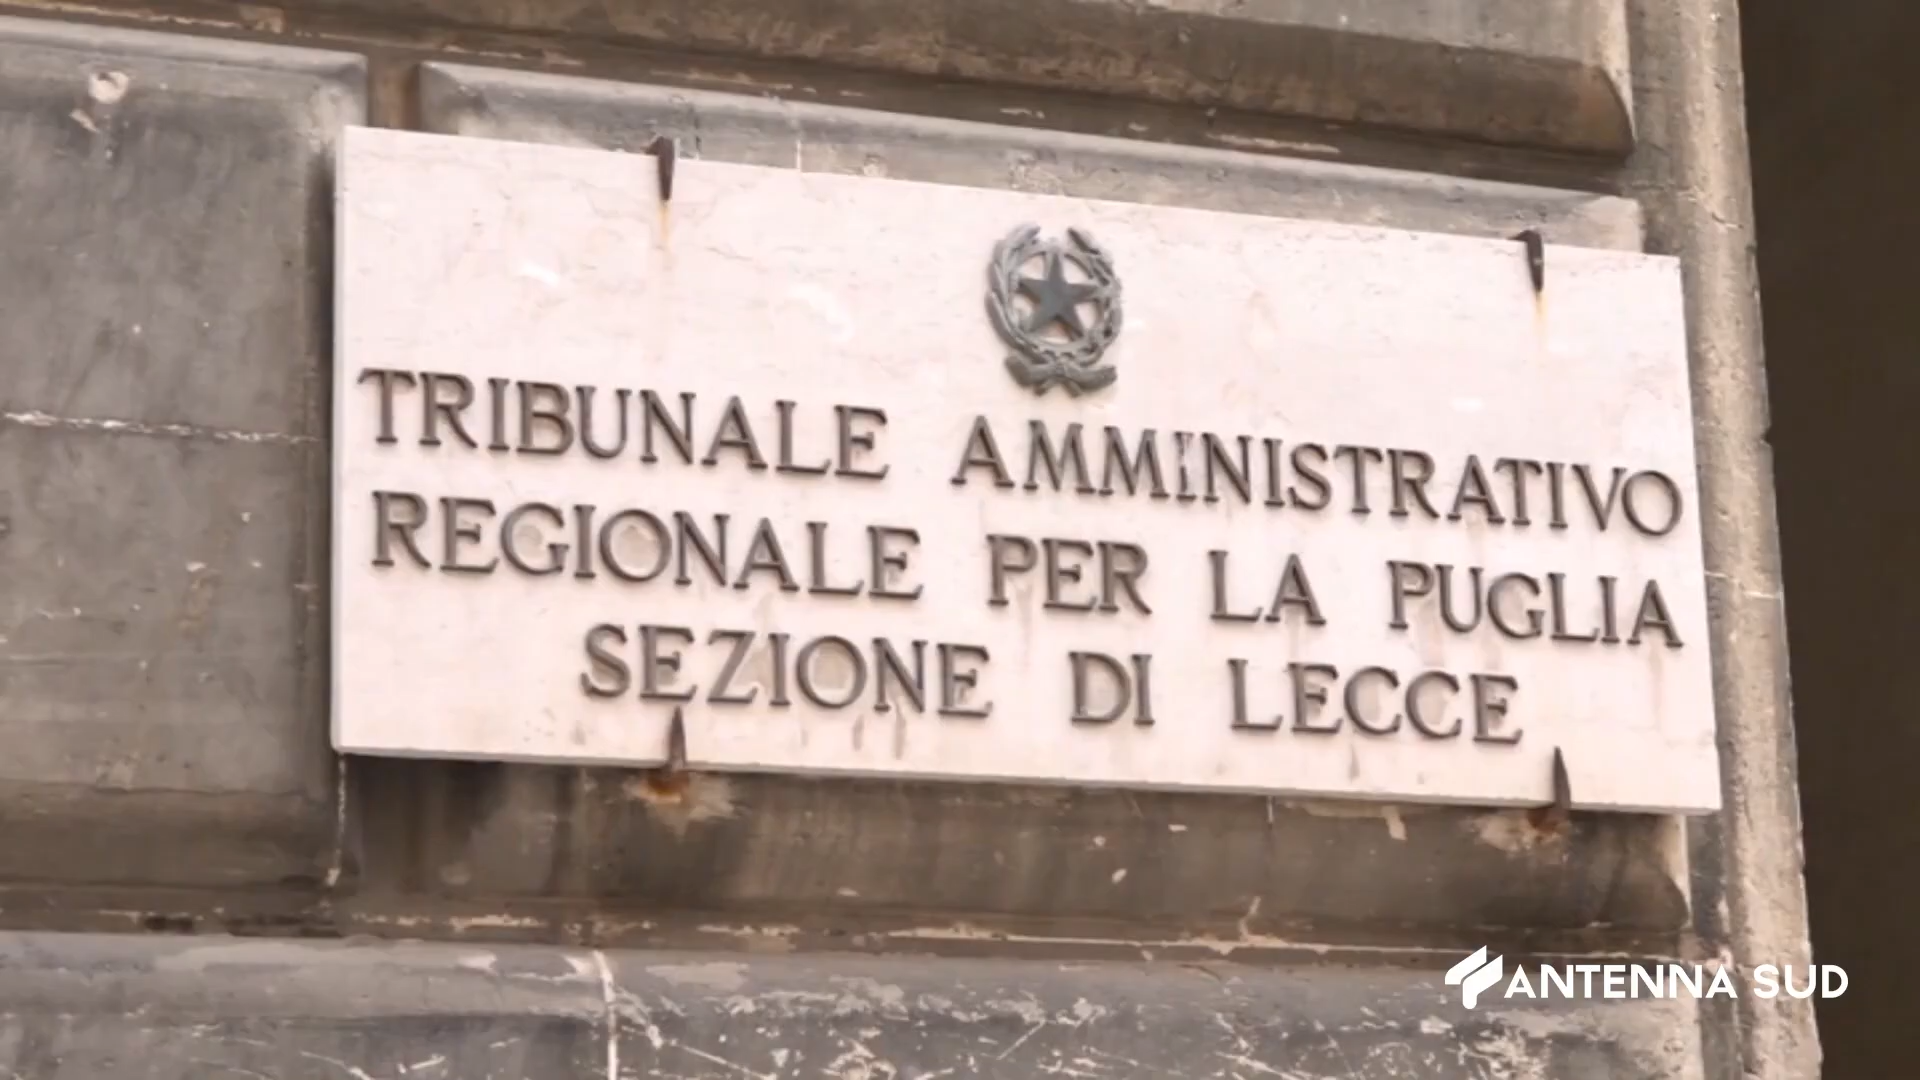 TRIBUNALE AMMINISTRATIVO
REGIONALE PER LA PUGLIA
SEZIONE DI LECCE
ANTENNA SUD